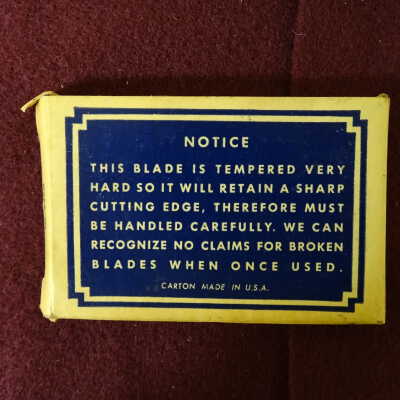 NOTICE
THIS BLADE IS TEMPERED VERY
HARD SO IT WILL RETAIN A SHARP
CUTTING EDGE, THEREFORE MUST
BE HANDLED CAREFULLY. WE CAN
RECOGNIZE NO CLAIMS FOR BROKEN
BLADES WHEN ONCE USED.
CARTON MADE IN U.S.A.